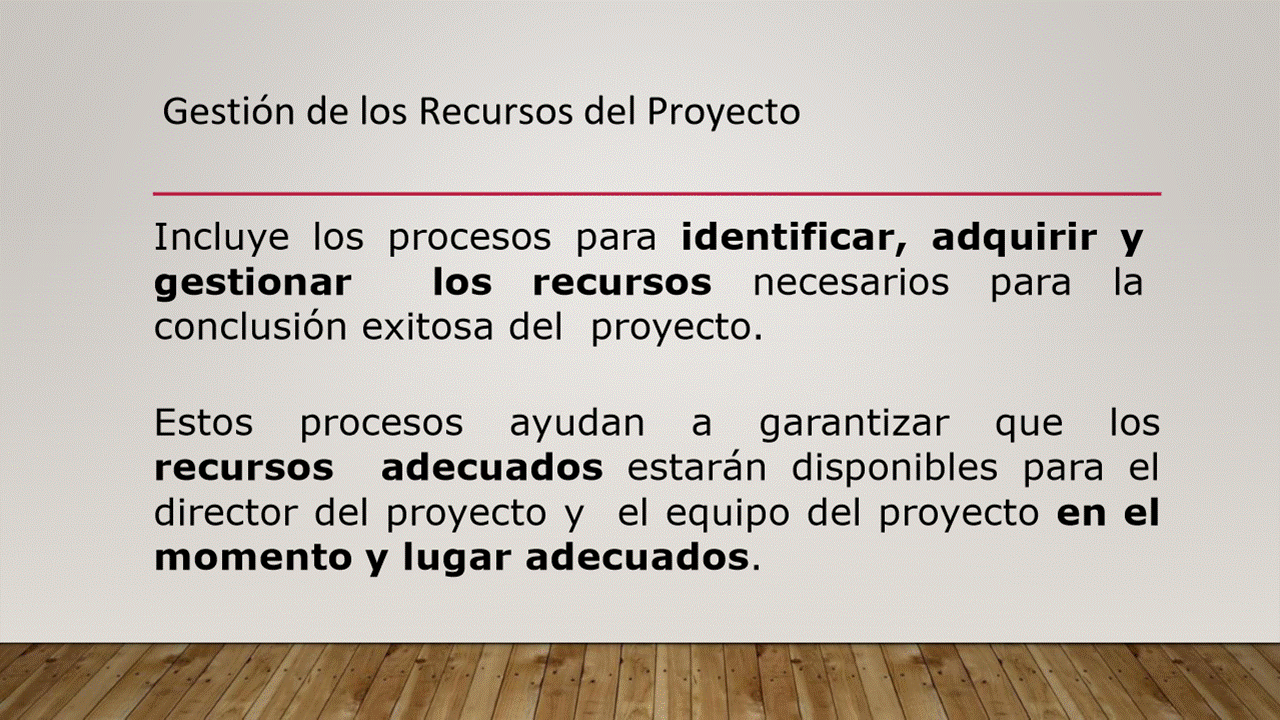 Gestión de los Recursos del Proyecto
Incluye los procesos para identificar, adquirir y
gestionar los recursos necesarios para la
conclusión exitosa del proyecto.
Estos procesos ayudan a garantizar que los
recursos adecuados estarán disponibles para el
director del proyecto y el equipo del proyecto en el
momento y lugar adecuados.